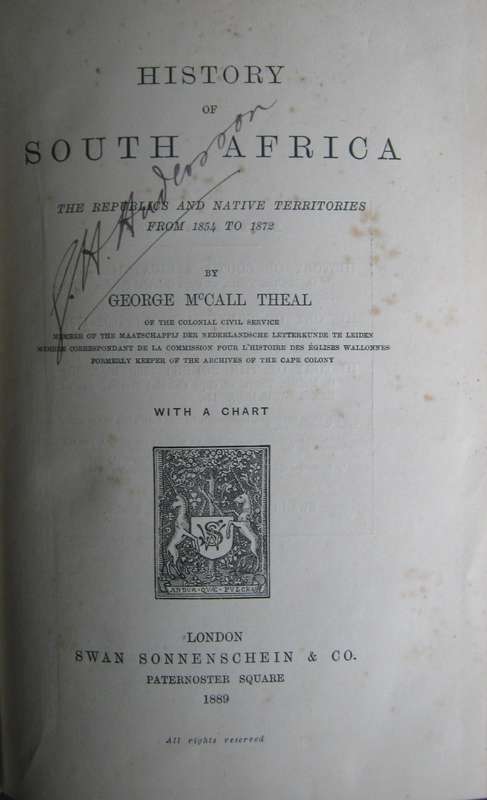 HISTORY
OF
SOUTH AFRICA
THE REPUBLICS AND NATIVE TERRITORIES
FROM 1854 TO 1872
BY
GEORGE McCALL THEAL
OF THE COLONIAL CIVIL SERVICE
MEMBER OF THE MAATSCHAPPIJ DER NEDERLANDSCHE LETTERKUNDE TE LEIDEN
MEMBRE CORRESPONDANT DE LA COMMISSION POUR L'HISTOIRE DES ÉGLISES WALLONNES
FORMERLY KEEPER OF THE ARCHIVES OF THE CAPE COLONY
WITH A CHART
LONDON
SWAN SONNENSCHEIN & CO.
PATERNOSTER SQUARE
1889
All rights reserved
H. Andersson